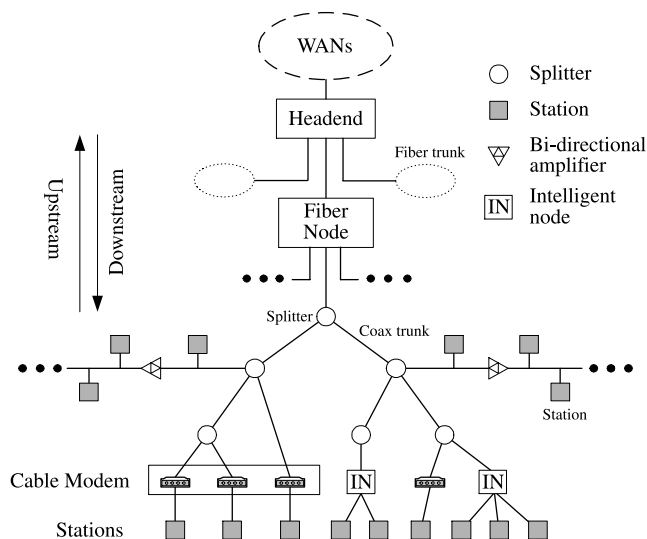 WANs
Headend
Fiber trunk
Fiber
Node
Upstream
Downstream
Splitter
Station
Bi-directional
amplifier
IN
Intelligent
node
Splitter
Coax trunk
Station
Cable Modem
IN
IN
Stations